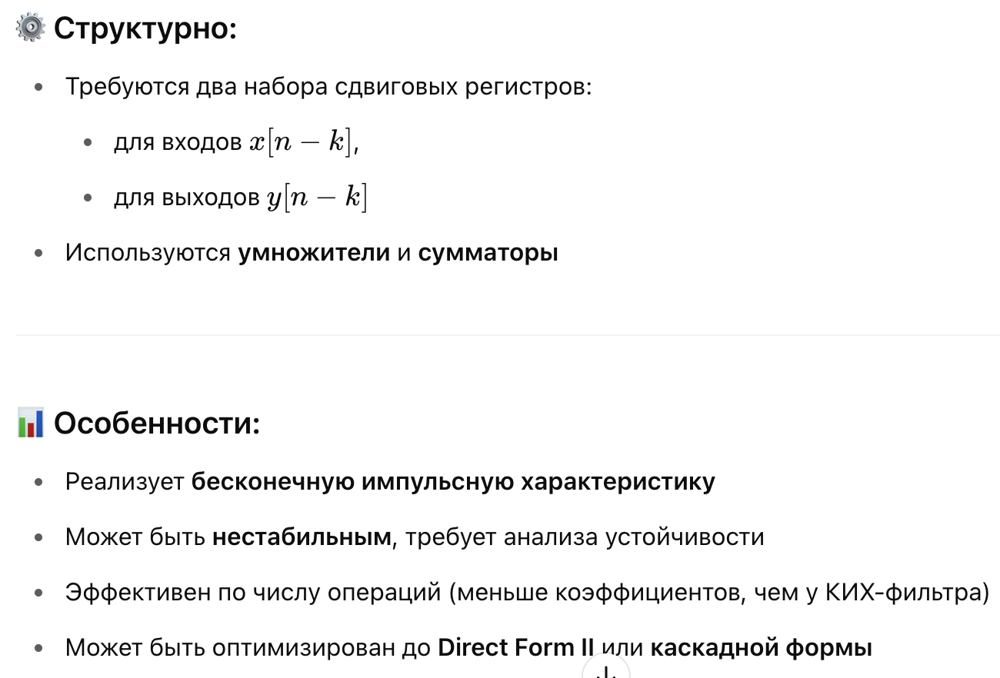 ⚙️ Структурно:
• Требуются два набора сдвиговых регистров:
• для входов x[n − k],
• для выходов y[n − k]
• Используются умножители и сумматоры
📊 Особенности:
• Реализует бесконечную импульсную характеристику
• Может быть нестабильным, требует анализа устойчивости
• Эффективен по числу операций (меньше коэффициентов, чем у КИХ-фильтра)
• Может быть оптимизирован до Direct Form II или каскадной формы